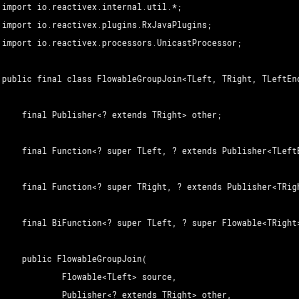 import io.reactivex.internal.util.*;
import io.reactivex.plugins.RxJavaPlugins;
import io.reactivex.processors.UnicastProcessor;
public final class FlowableGroupJoin<TLeft, TRight, TLeftEnd
final Publisher<? extends TRight> other;
final Function<? super TLeft, ? extends Publisher<TLeftE
final Function<? super TRight, ? extends Publisher<TRigh
final BiFunction<? super TLeft, ? super Flowable<TRight>
public FlowableGroupJoin(
Flowable<TLeft> source,
Publisher<? extends TRight> other,